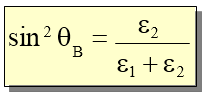 sin² θ_B = ε₂ / (ε₁ + ε₂)